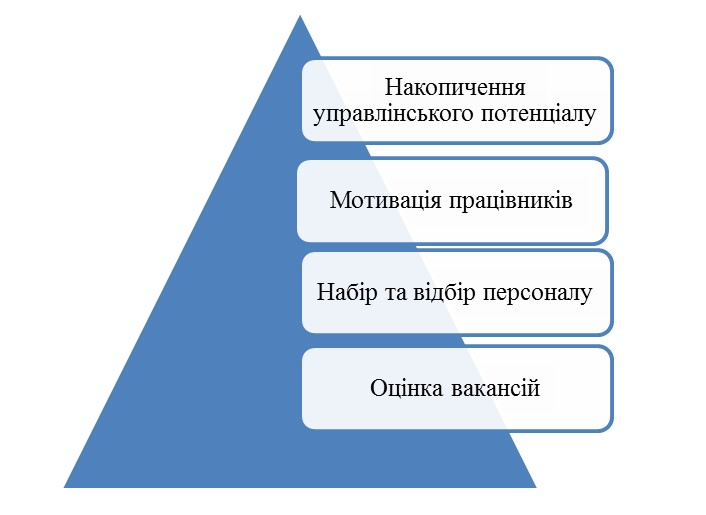 Накопичення
управлінського потенціалу
Мотивація працівників
Набір та відбір персоналу
Оцінка вакансій